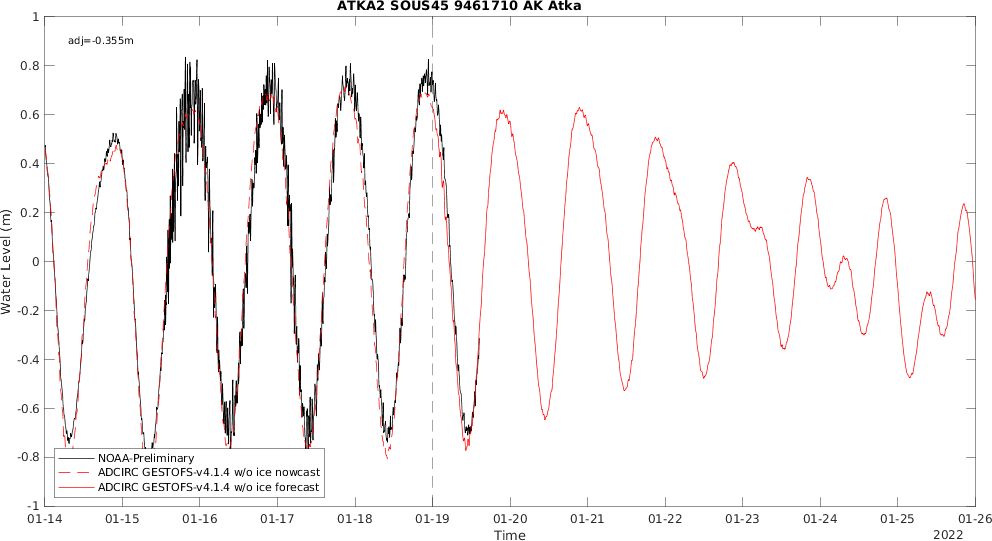 ATKA2 SOUS45 9461710 AK Atka
adj=-0.355m
Water Level (m)
1
0.8
0.6
0.4
0.2
0
-0.2
-0.4
-0.6
-0.8
-1
NOAA-Preliminary
ADCIRC GESTOFS-v4.1.4 w/o ice nowcast
ADCIRC GESTOFS-v4.1.4 w/o ice forecast
01-14 01-15 01-16 01-17 01-18 01-19 01-20 01-21 01-22 01-23 01-24 01-25 01-26
Time
2022